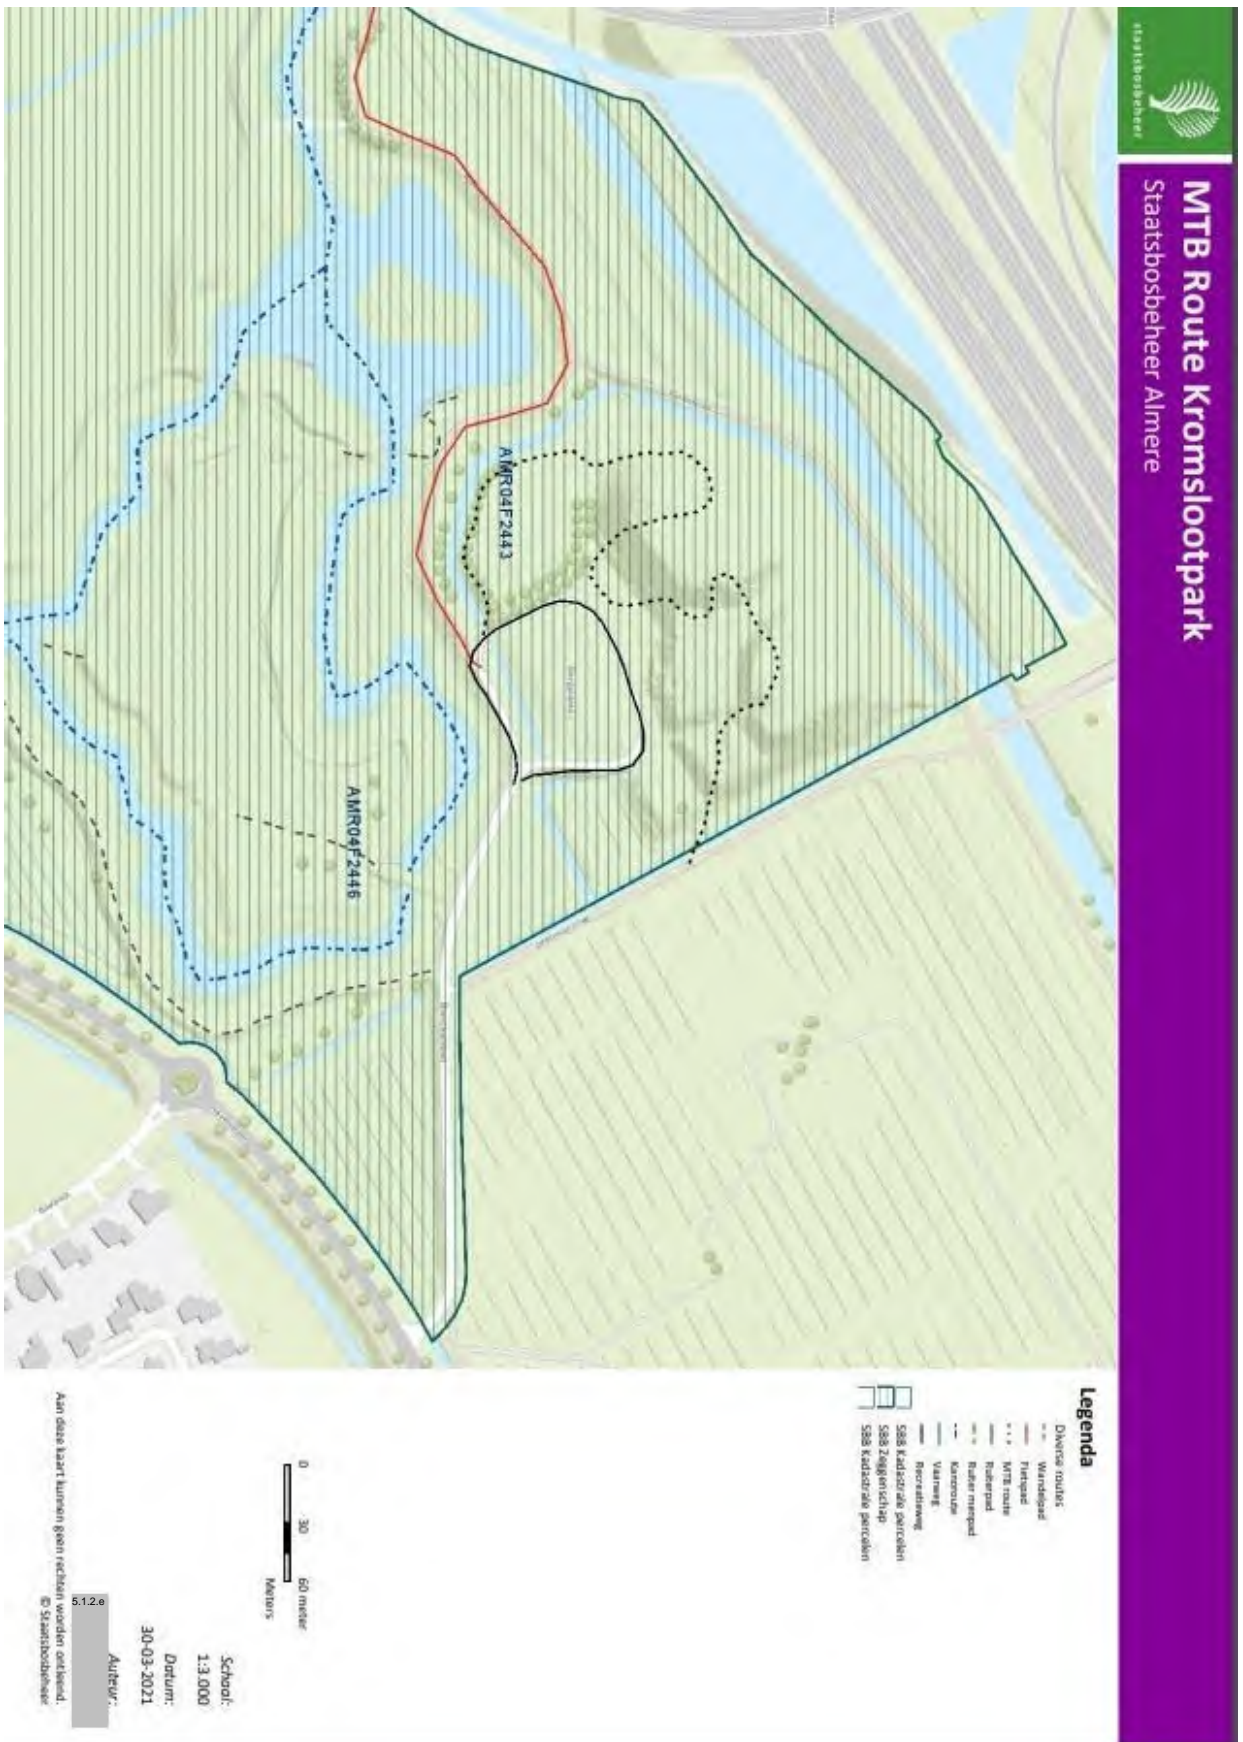 staatsbosbeheer
MTB Route Kromslootpark
Staatsbosbeheer Almere
AMR04F2443
AMR04F2446
Legenda
Diverse routes
Wandelpad
Fietspad
MTB route
Ruiterpad
Ruiter menpad
Kanoroute
Vaarweg
Recreatieweg
SBB Kadastrale percelen
SBB Zeggenschap
SBB Kadastrale percelen
0 30 60 meter
Meters
Schaal:
1:3.000
Datum:
30-03-2021
Auteur:
5.1.2.e
Aan deze kaart kunnen geen rechten worden ontleend.
© Staatsbosbeheer